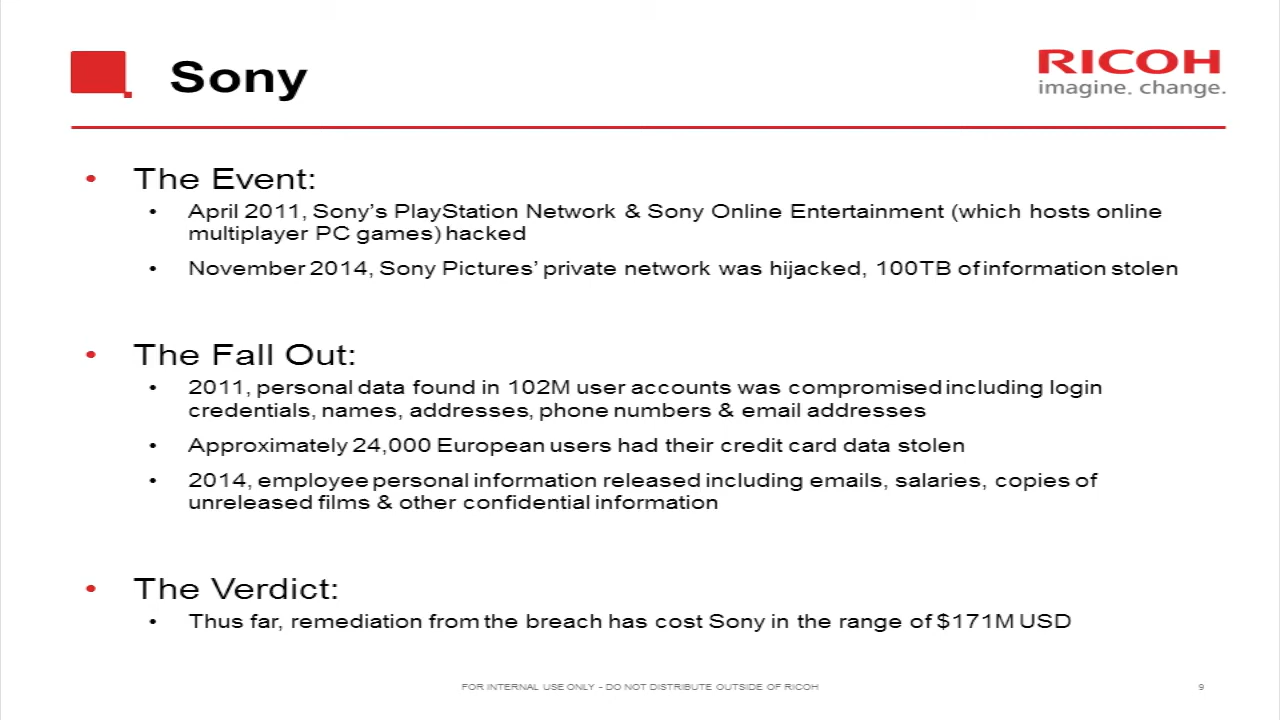 Sony
RICOH
imagine. change.
• The Event:
• April 2011, Sony’s PlayStation Network & Sony Online Entertainment (which hosts online
multiplayer PC games) hacked
• November 2014, Sony Pictures’ private network was hijacked, 100TB of information stolen
• The Fall Out:
• 2011, personal data found in 102M user accounts was compromised including login
credentials, names, addresses, phone numbers & email addresses
• Approximately 24,000 European users had their credit card data stolen
• 2014, employee personal information released including emails, salaries, copies of
unreleased films & other confidential information
• The Verdict:
• Thus far, remediation from the breach has cost Sony in the range of $171M USD
FOR INTERNAL USE ONLY - DO NOT DISTRIBUTE OUTSIDE OF RICOH
9